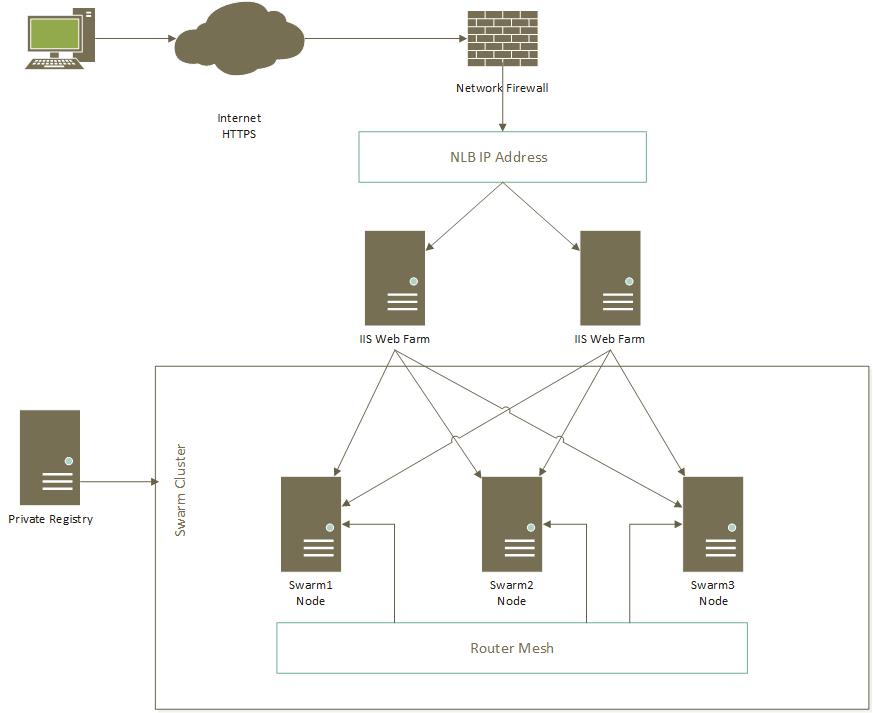 Internet
HTTPS
Network Firewall
NLB IP Address
IIS Web Farm
IIS Web Farm
Private Registry
Swarm Cluster
Swarm1
Node
Swarm2
Node
Swarm3
Node
Router Mesh